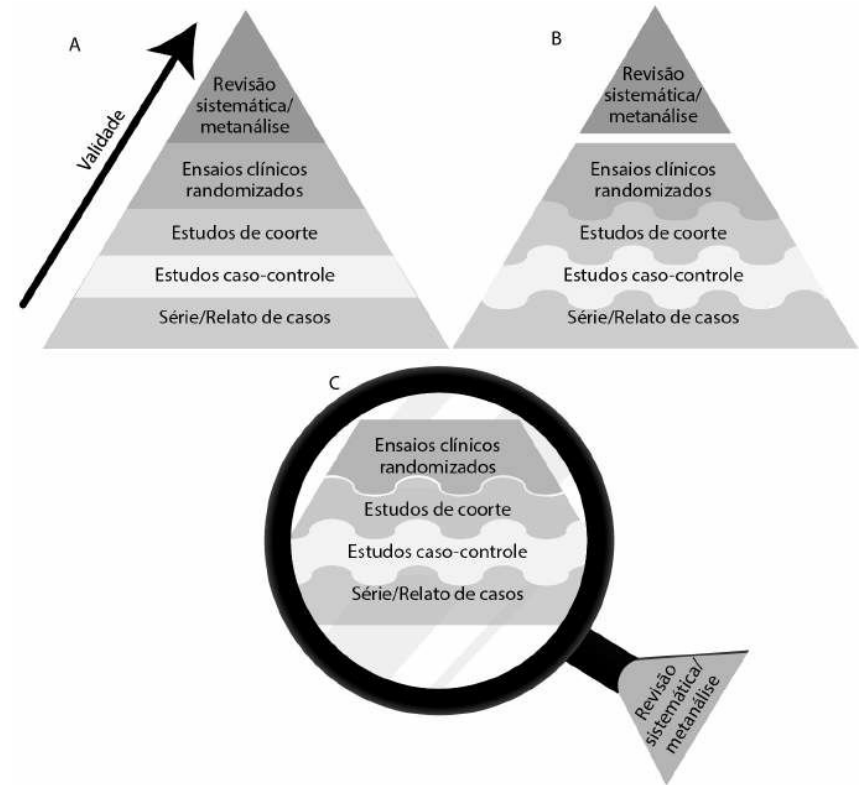 A
Validade
Revisão
sistemática/
metanálise
Ensaios clínicos
randomizados
Estudos de coorte
Estudos caso-controle
Série/Relato de casos
B
Revisão
sistemática/
metanálise
Ensaios clínicos
randomizados
Estudos de coorte
Estudos caso-controle
Série/Relato de casos
C
Ensaios clínicos
randomizados
Estudos de coorte
Estudos caso-controle
Série/Relato de casos
Revisão
sistemática/
metanálise